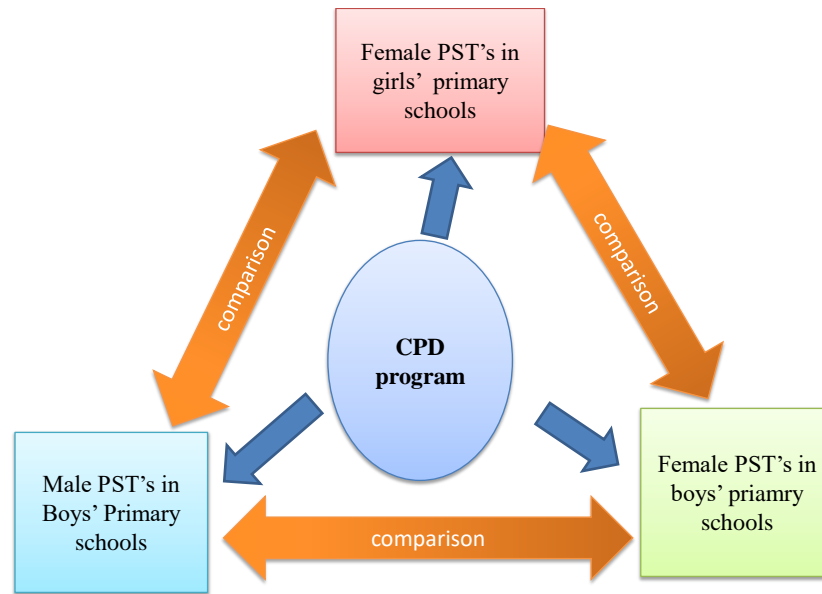 Female PST's in
girls'  primary
schools
comparison
comparison
CPD
program
Male PST's in
Boys' Primary
schools
comparison
Female PST's in
boys' priamry
schools